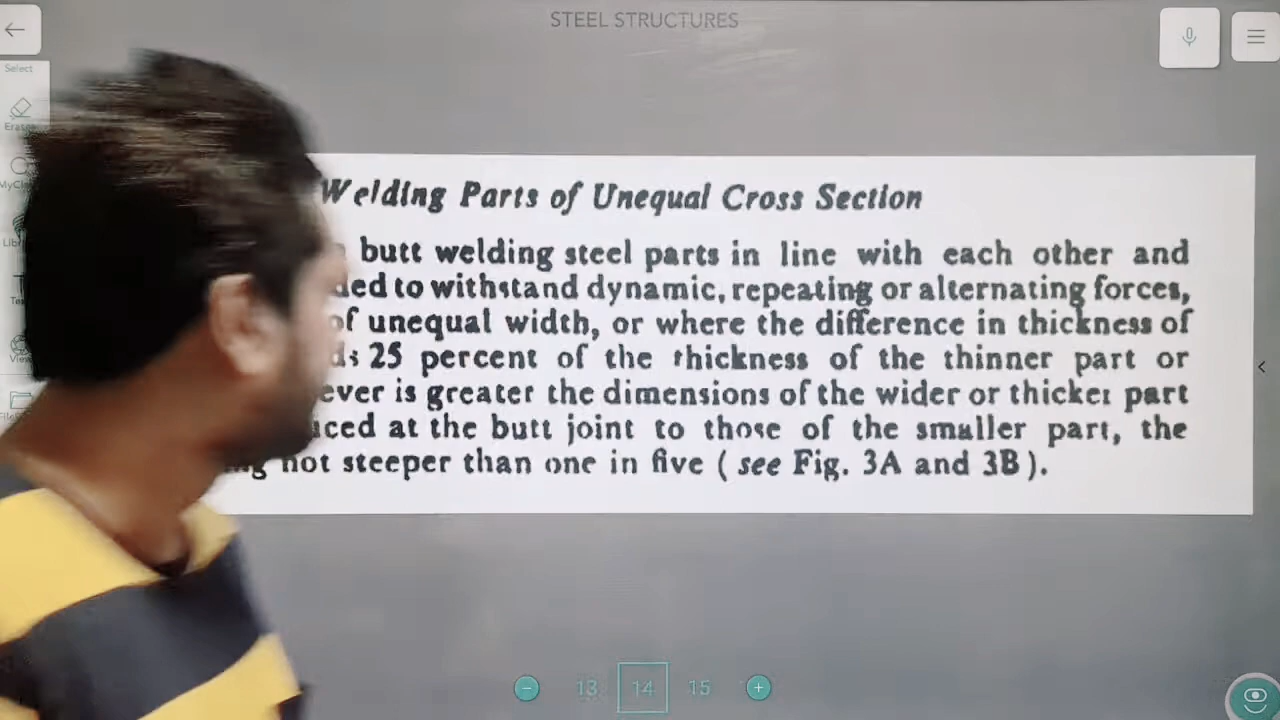 STEEL STRUCTURES
Select
Welding Parts of Unequal Cross Section
butt welding steel parts in line with each other and
to withstand dynamic, repeating or alternating forces,
of unequal width, or where the difference in thickness of
25 percent of the thickness of the thinner part or
is greater the dimensions of the wider or thicker part
at the butt joint to those of the smaller part, the
not steeper than one in five ( see Fig. 3A and 3B ).
13 14 15